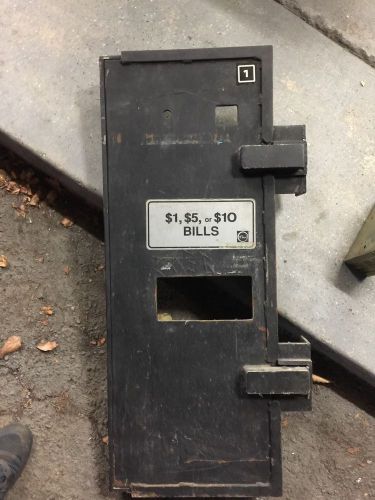 1
$1, $5, or $10
BILLS